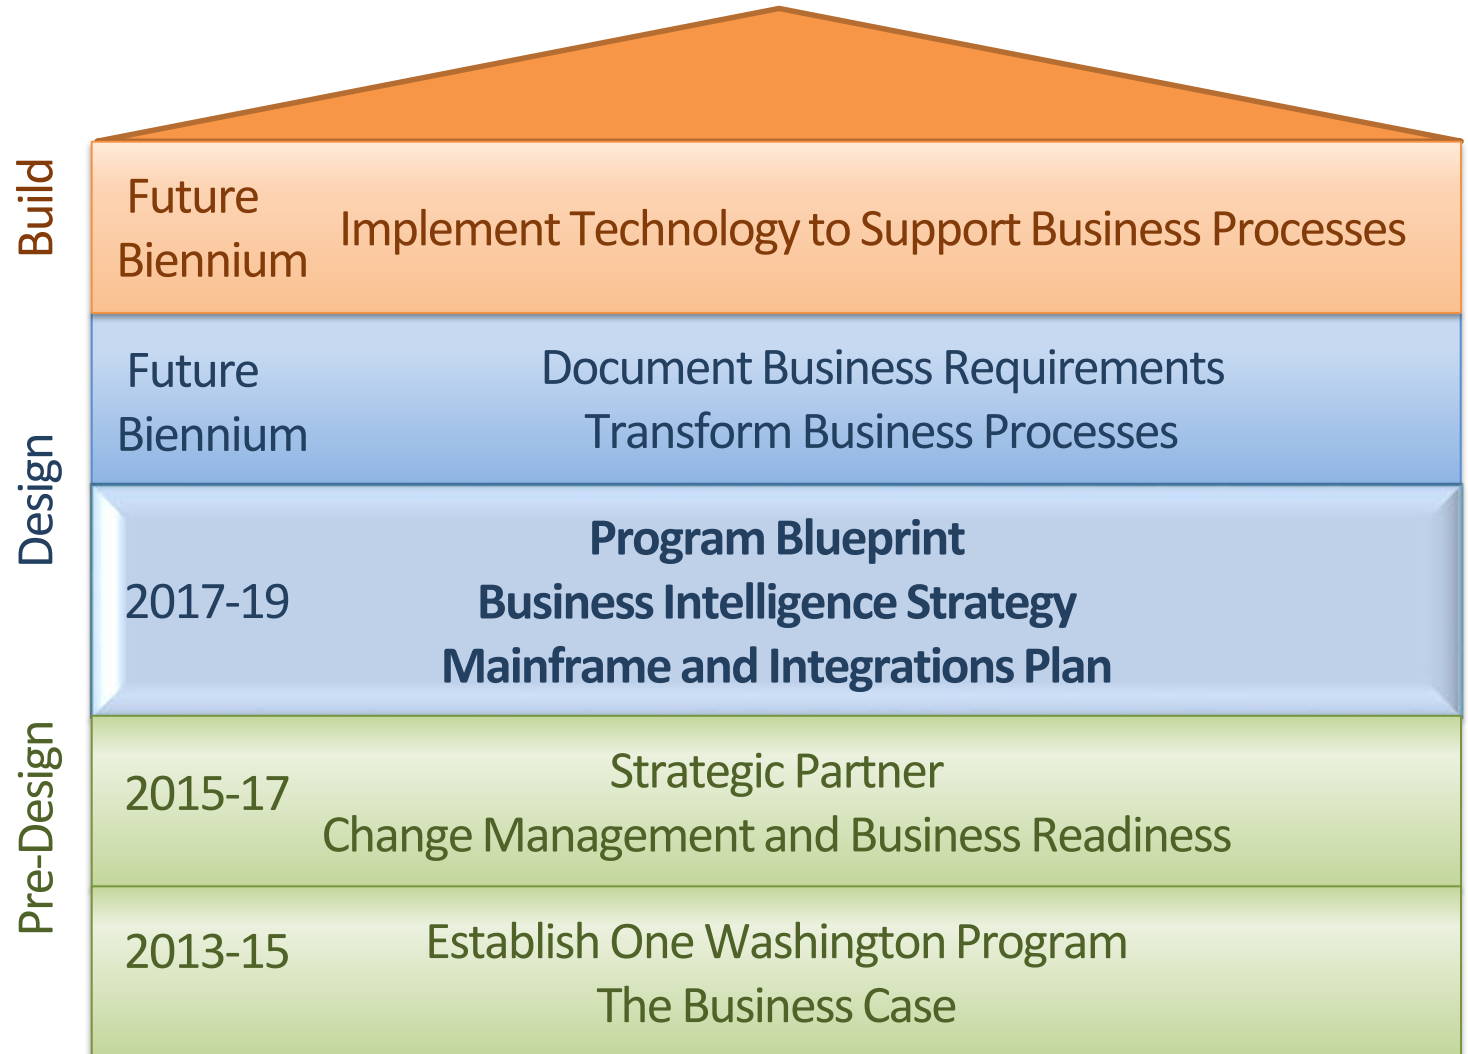 Build
Future
Biennium
Implement Technology to Support Business Processes
Design
Future
Biennium
Document Business Requirements
Transform Business Processes
2017-19
Program Blueprint
Business Intelligence Strategy
Mainframe and Integrations Plan
Pre-Design
2015-17
Strategic Partner
Change Management and Business Readiness
2013-15
Establish One Washington Program
The Business Case